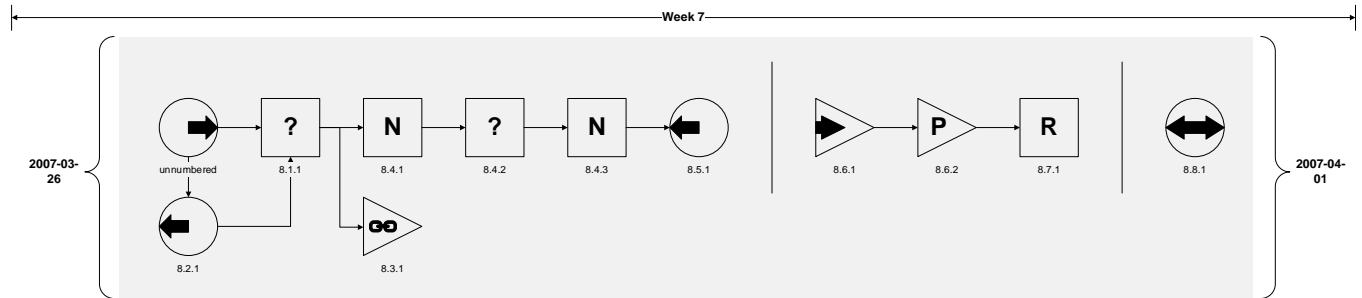 Week 7
2007-03-
26
?
N
?
N
P
R
unnumbered
8.1.1
8.4.1
8.4.2
8.4.3
8.5.1
8.6.1
8.6.2
8.7.1
8.8.1
2007-04-
01
8.2.1
8.3.1